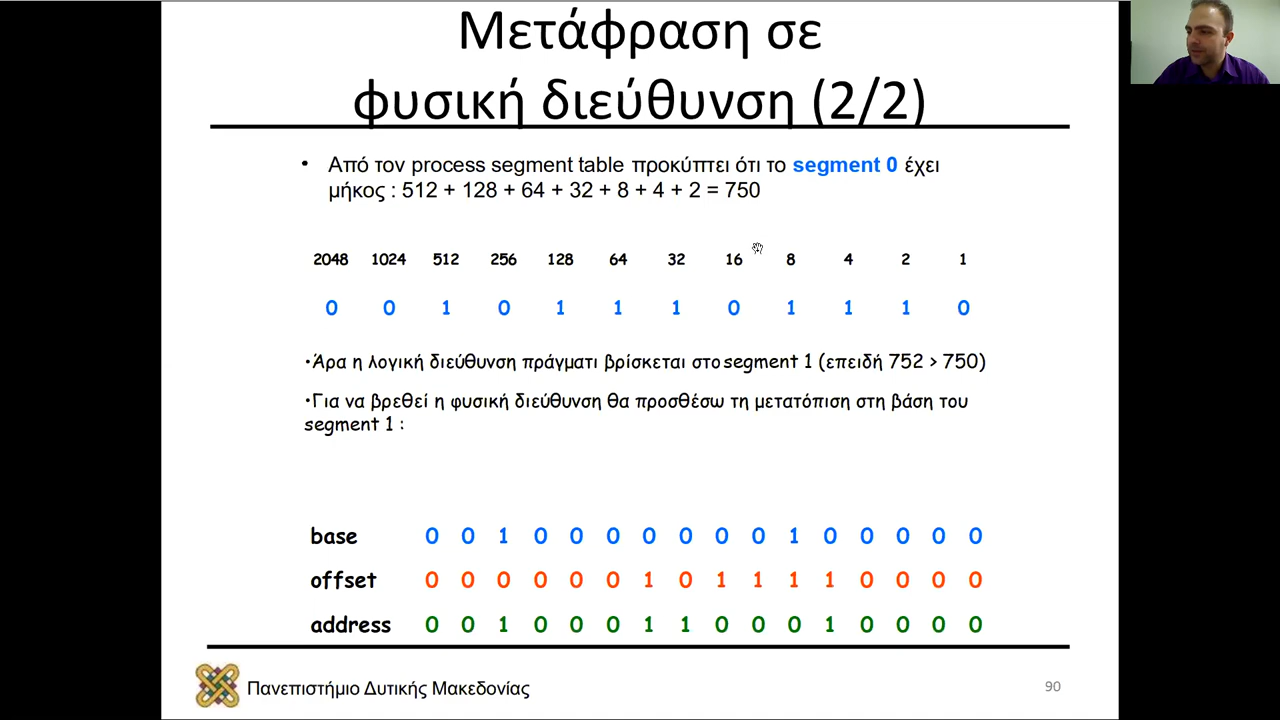 Μετάφραση σε
φυσική διεύθυνση (2/2)
• Από τον process segment table προκύπτει ότι το segment 0 έχει
μήκος : 512 + 128 + 64 + 32 + 8 + 4 + 2 = 750
2048 1024 512 256 128 64 32 16 8 4 2 1
0 0 1 0 1 1 1 0 1 1 1 0
•Άρα η λογική διεύθυνση πράγματι βρίσκεται στο segment 1 (επειδή 752 > 750)
•Για να βρεθεί η φυσική διεύθυνση θα προσθέσω τη μετατόπιση στη βάση του
segment 1 :
base 0 0 1 0 0 0 0 0 0 0 1 0 0 0 0 0
offset 0 0 0 0 0 0 1 0 1 1 1 1 0 0 0 0
address 0 0 1 0 0 0 1 1 0 0 0 1 0 0 0 0
Πανεπιστήμιο Δυτικής Μακεδονίας
90